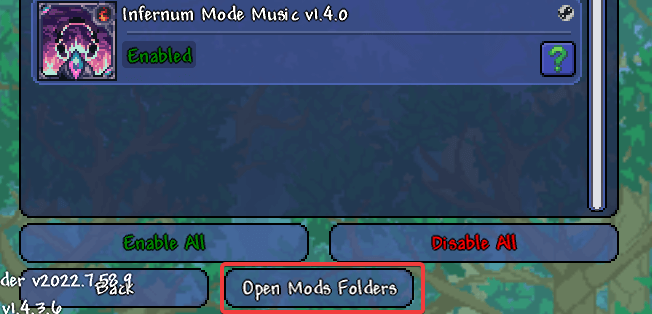 Infernum Mode Music v1.4.0
Enabled
?
Enable All
Disable All
der v2022.7.58.9
Back
Open Mods Folders
v1.4.3.6